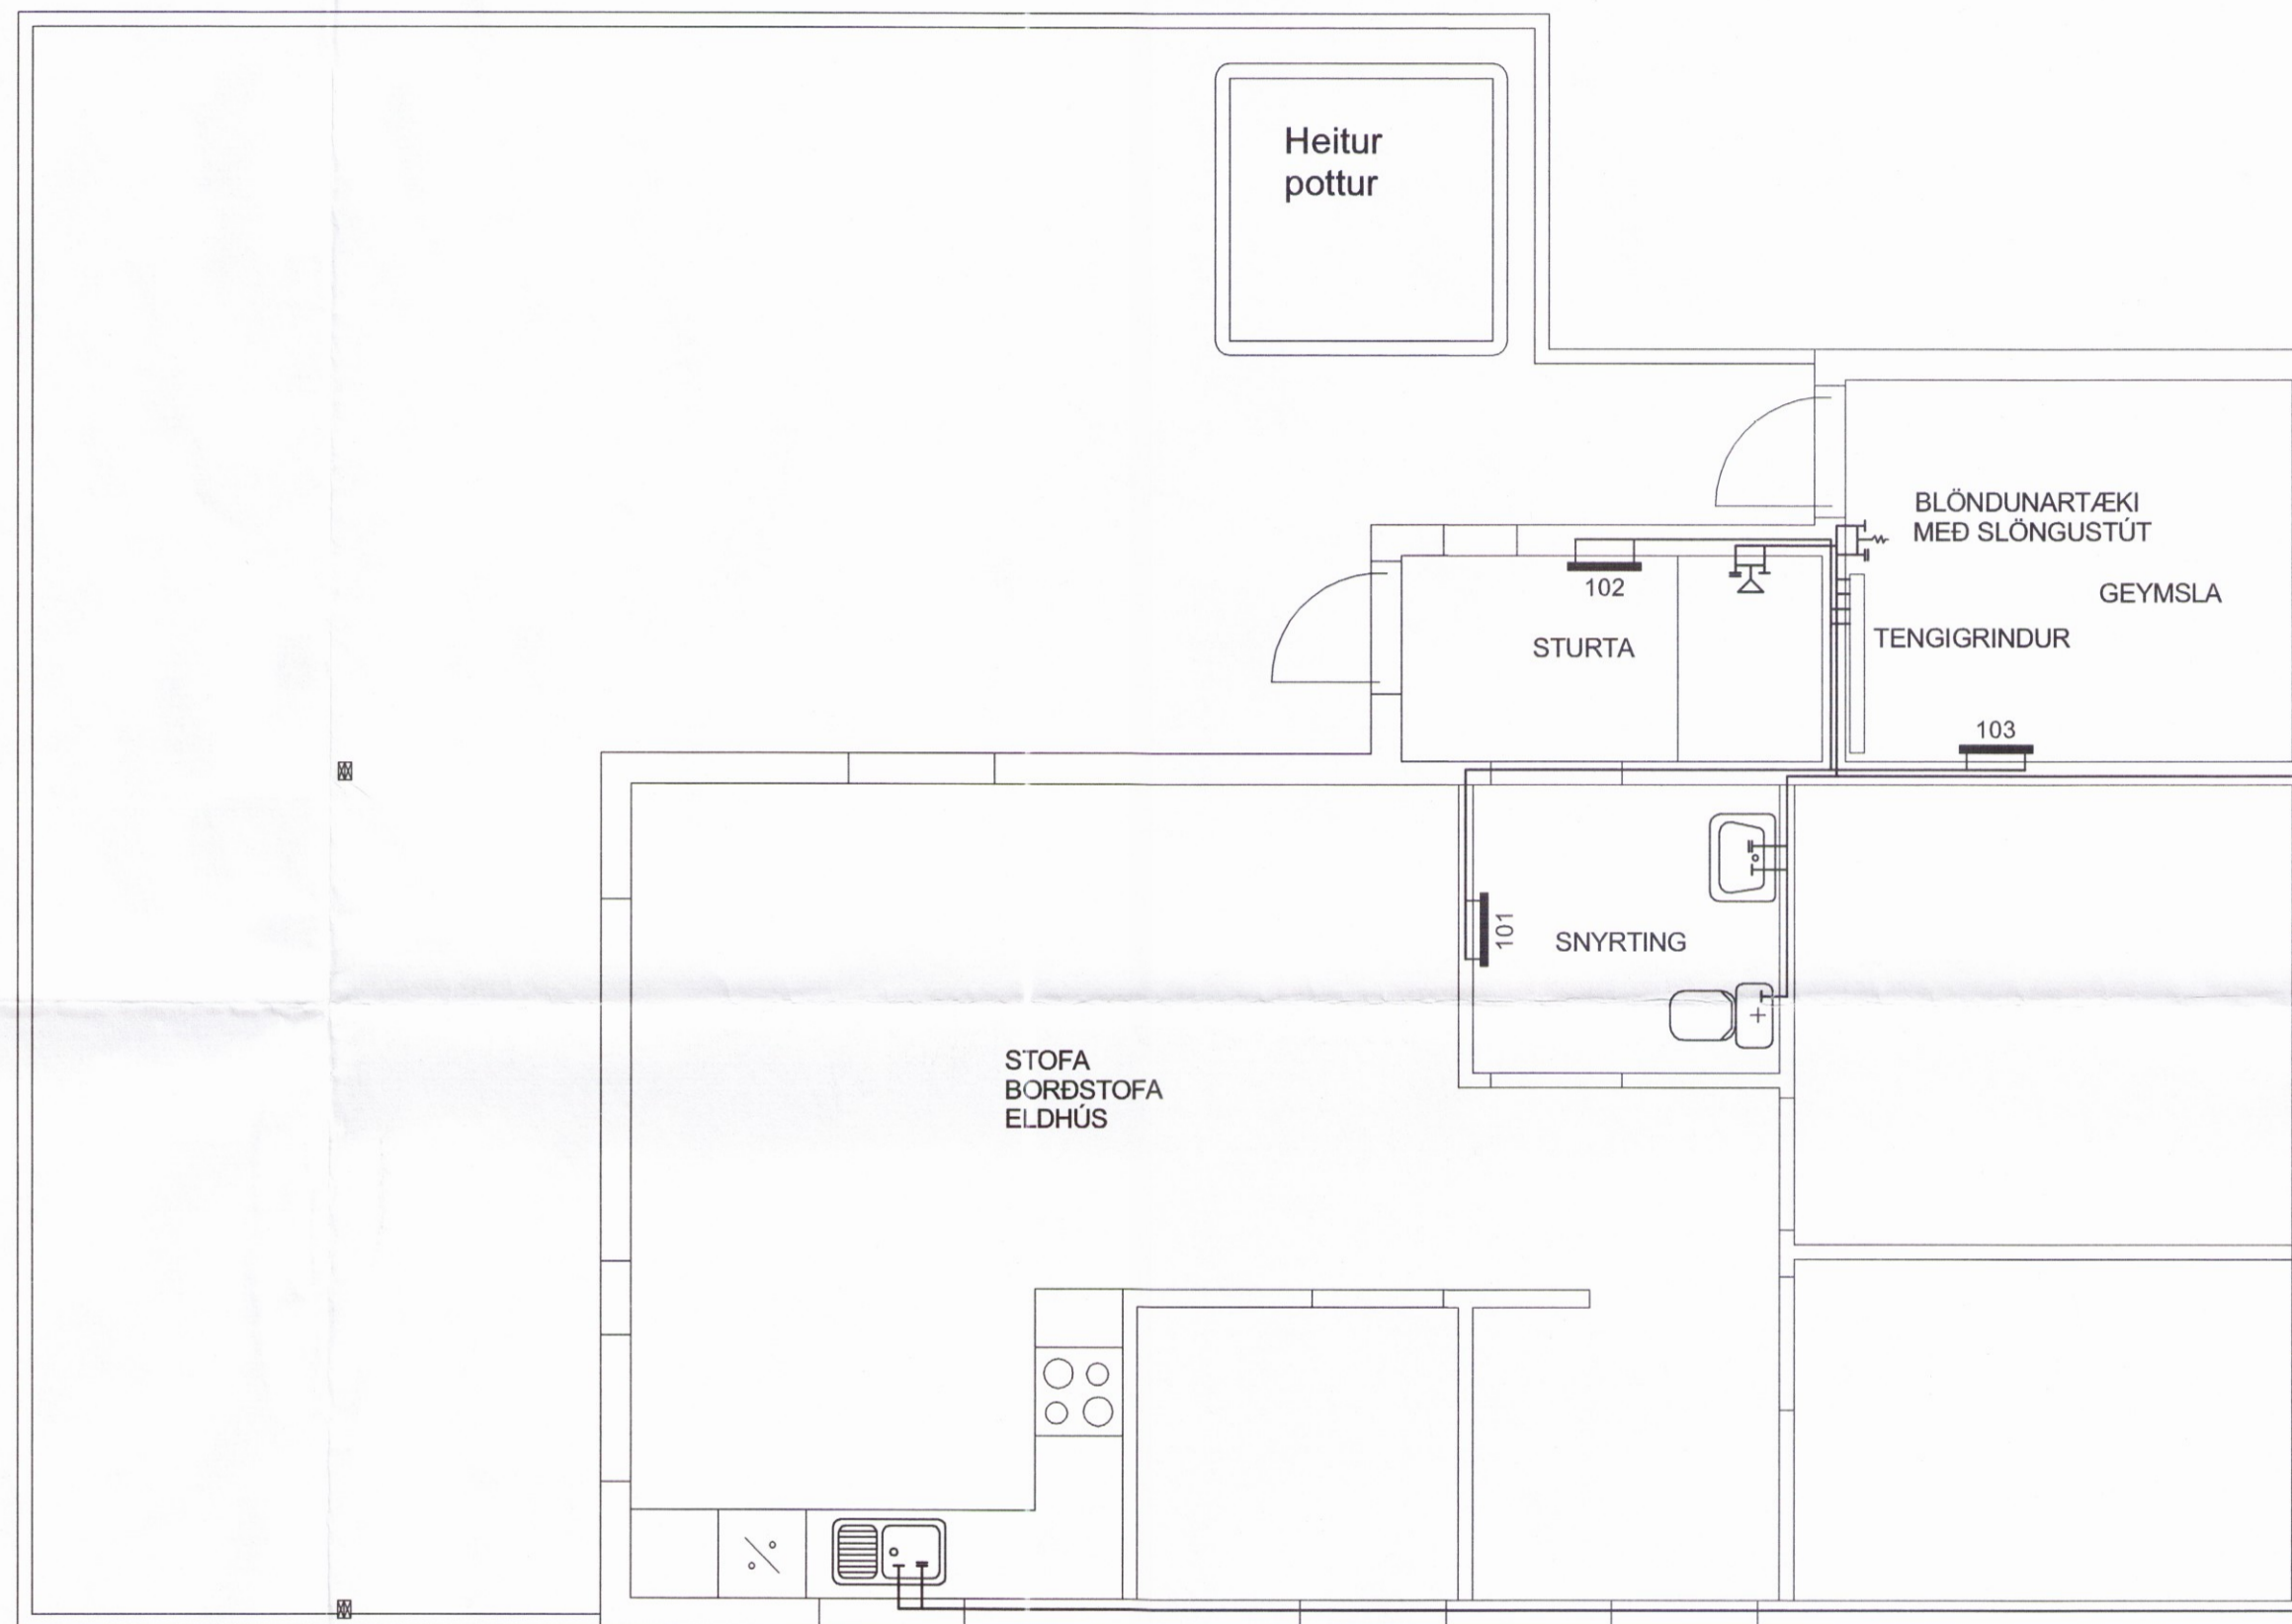 Heitur
pottur
BLÖNDUNARTÆKI
MEÐ SLÖNGUSTÚT
102
GEYMSLA
STURTA
TENGIGRINDUR
103
101
SNYRTING
STOFA
BORÐSTOFA
ELDHÚS